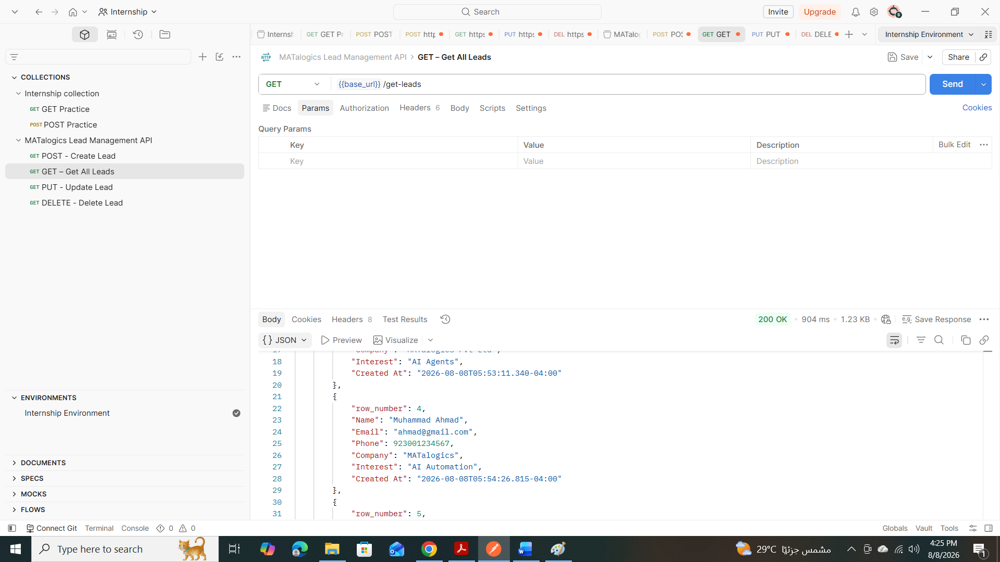 Internship
Search
Invite
Upgrade
Internsh
GET GET Pr
POST POST
POST http
GET https
PUT https
DEL https
MATalog
POST POS
GET GET
PUT PUT
DEL DELE
Internship Environment
MATalogics Lead Management API > GET – Get All Leads
Save
Share
COLLECTIONS
Internship collection
GET GET Practice
POST POST Practice
MATalogics Lead Management API
GET POST - Create Lead
GET GET – Get All Leads
GET PUT - Update Lead
GET DELETE - Delete Lead
ENVIRONMENTS
Internship Environment
DOCUMENTS
SPECS
MOCKS
FLOWS
GET {{base_url}} /get-leads
Send
Docs Params Authorization Headers 6 Body Scripts Settings
Cookies
Query Params
Key Value Description Bulk Edit
Key Value Description
Body Cookies Headers 8 Test Results
200 OK • 904 ms • 1.23 KB
e.g. Save Response
{} JSON Preview Visualize
17 "Company": "MATalogics Pvt Ltd",
18 "Interest": "AI Agents",
19 "Created At": "2026-08-08T05:53:11.340-04:00"
20 },
21 {
22 "row_number": 4,
23 "Name": "Muhammad Ahmad",
24 "Email": "ahmad@gmail.com",
25 "Phone": 923001234567,
26 "Company": "MATalogics",
27 "Interest": "AI Automation",
28 "Created At": "2026-08-08T05:54:26.815-04:00"
29 },
30 {
31 "row_number": 5,
Connect Git Terminal Console 0 0
Globals Vault Tools
Type here to search
29°C مشمس جزئيًا
4:25 PM
8/8/2026
1